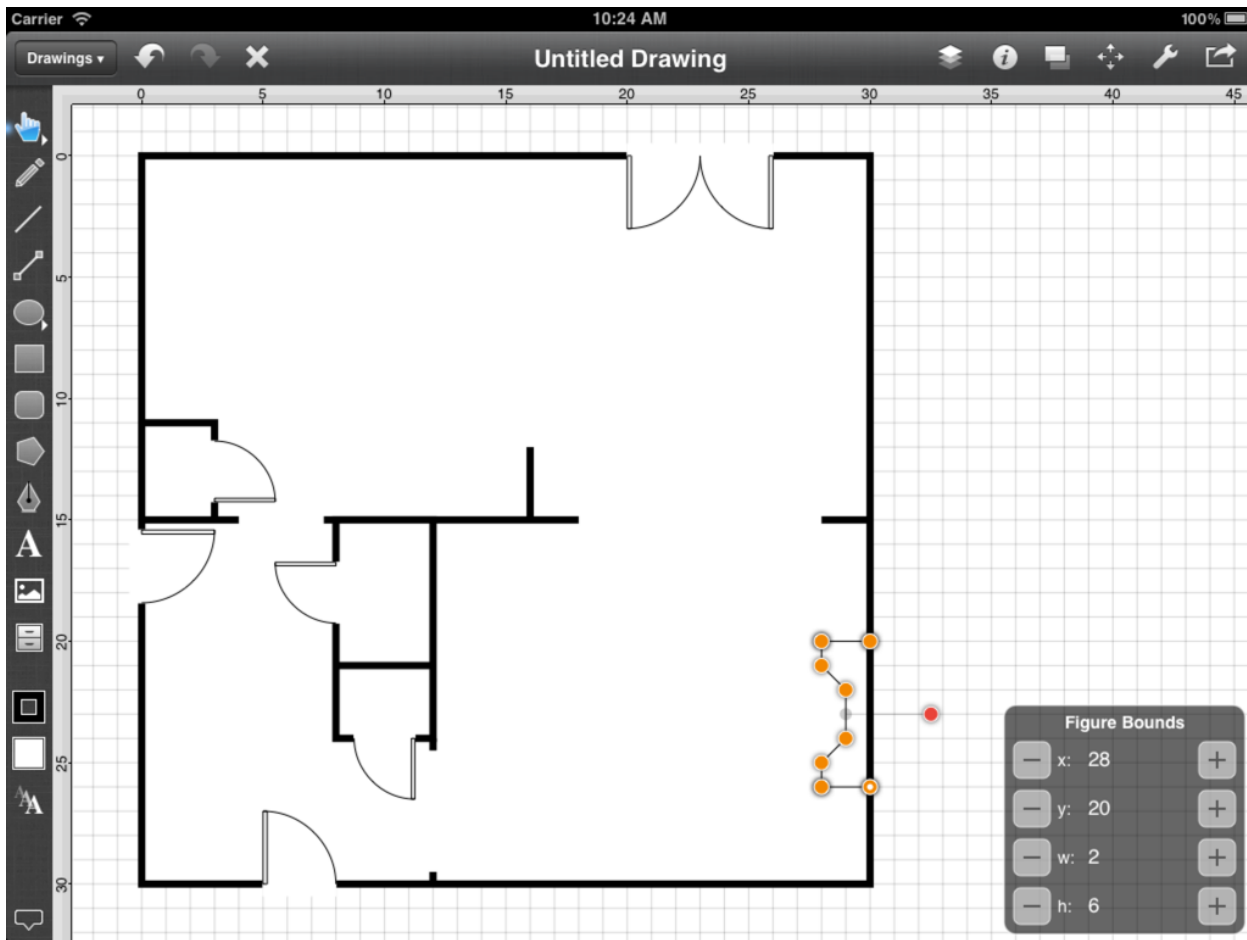 Carrier 10:24 AM 100%
Drawings ▾ Untitled Drawing
0 5 10 15 20 25 30 35 40 45
0
5
10
15
20
25
30
A
AAA
Figure Bounds
x: 28
y: 20
w: 2
h: 6